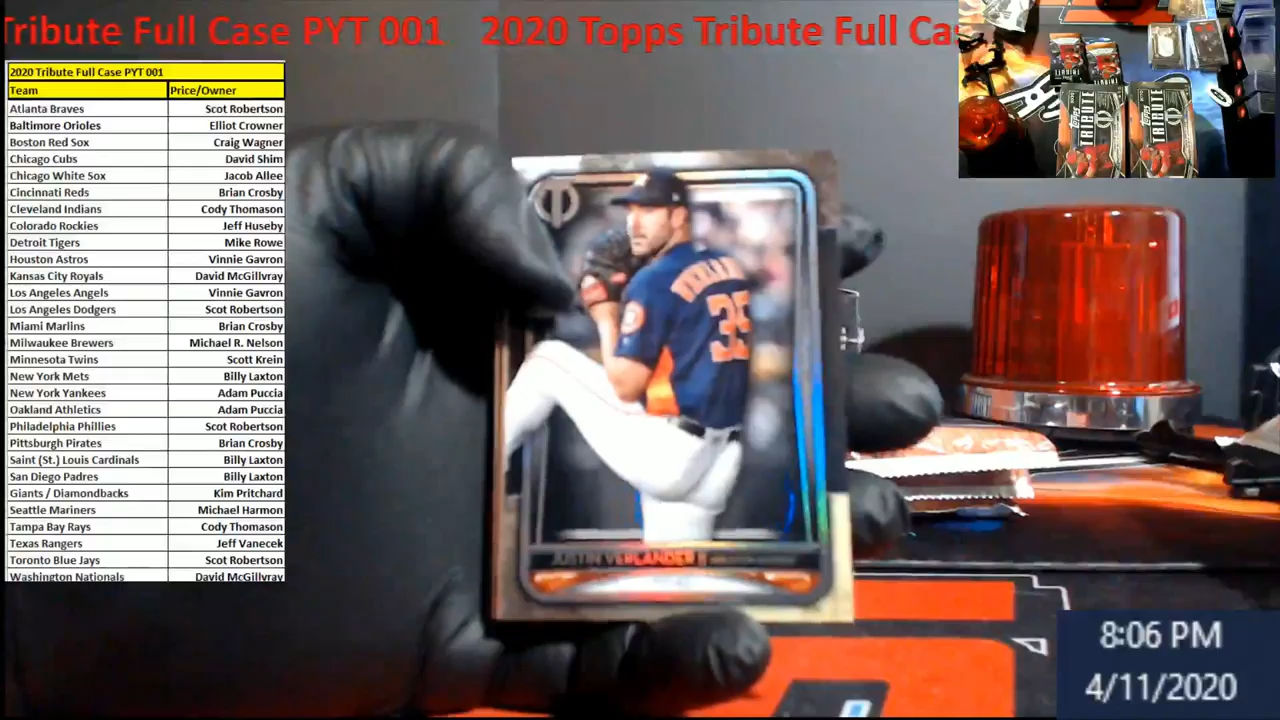 Tribute Full Case PYT 001 2020 Topps Tribute Full Ca
2020 Tribute Full Case PYT 001
Team Price/Owner
Atlanta Braves Scot Robertson
Baltimore Orioles Elliot Crowner
Boston Red Sox Craig Wagner
Chicago Cubs David Shim
Chicago White Sox Jacob Allee
Cincinnati Reds Brian Crosby
Cleveland Indians Cody Thomason
Colorado Rockies Jeff Huseby
Detroit Tigers Mike Rowe
Houston Astros Vinnie Gavron
Kansas City Royals David McGillvray
Los Angeles Angels Vinnie Gavron
Los Angeles Dodgers Scot Robertson
Miami Marlins Brian Crosby
Milwaukee Brewers Michael R. Nelson
Minnesota Twins Scott Krein
New York Mets Billy Laxton
New York Yankees Adam Puccia
Oakland Athletics Adam Puccia
Philadelphia Phillies Scot Robertson
Pittsburgh Pirates Brian Crosby
Saint (St.) Louis Cardinals Billy Laxton
San Diego Padres Billy Laxton
Giants / Diamondbacks Kim Pritchard
Seattle Mariners Michael Harmon
Tampa Bay Rays Cody Thomason
Texas Rangers Jeff Vanecek
Toronto Blue Jays Scot Robertson
Washington Nationals David McGillvray
35
JUSTIN VERLANDER
Topps TRIBUTE
TRIBUTE
8:06 PM
4/11/2020